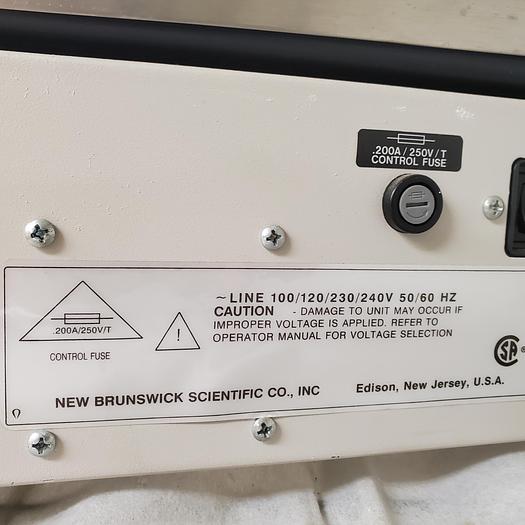 .200A/250V/T
CONTROL FUSE
~LINE 100/120/230/240V 50/60 HZ
CAUTION - DAMAGE TO UNIT MAY OCCUR IF
IMPROPER VOLTAGE IS APPLIED. REFER TO
OPERATOR MANUAL FOR VOLTAGE SELECTION
.200A/250V/T
!
CONTROL FUSE
SA ®
NEW BRUNSWICK SCIENTIFIC CO., INC
Edison, New Jersey, U.S.A.